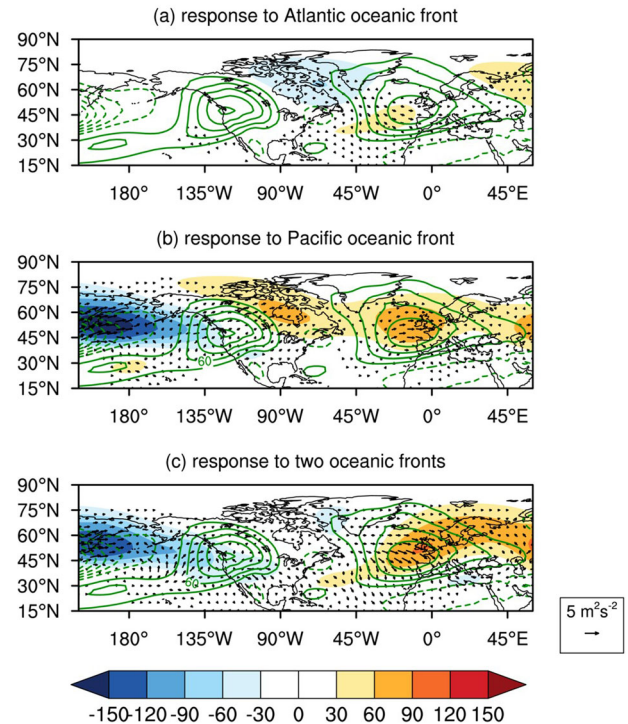 (a) response to Atlantic oceanic front
90°N
75°N
60°N
45°N
30°N
15°N
180° 135°W 90°W 45°W 0° 45°E
(b) response to Pacific oceanic front
90°N
75°N
60°N
45°N
30°N
15°N
60
180° 135°W 90°W 45°W 0° 45°E
(c) response to two oceanic fronts
90°N
75°N
60°N
45°N
30°N
15°N
60
180° 135°W 90°W 45°W 0° 45°E
5 m²s⁻²
-150 -120 -90 -60 -30 0 30 60 90 120 150